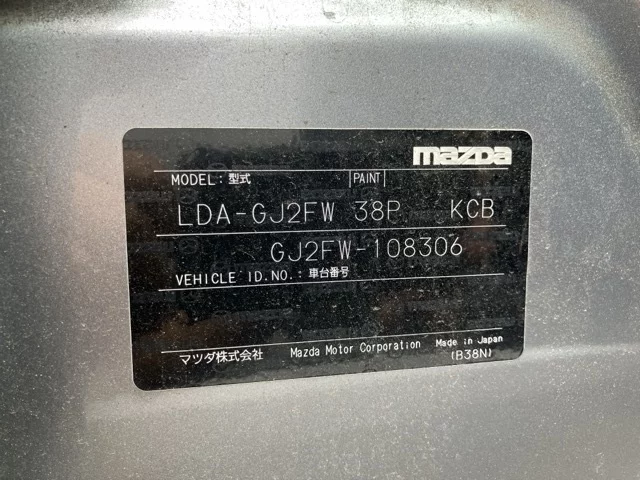 mazda
MODEL:型式 PAINT
LDA-GJ2FW 38P KCB
GJ2FW-108306
VEHICLE ID.NO.:車台番号
マツダ株式会社 Mazda Motor Corporation Made in Japan
(B38N)